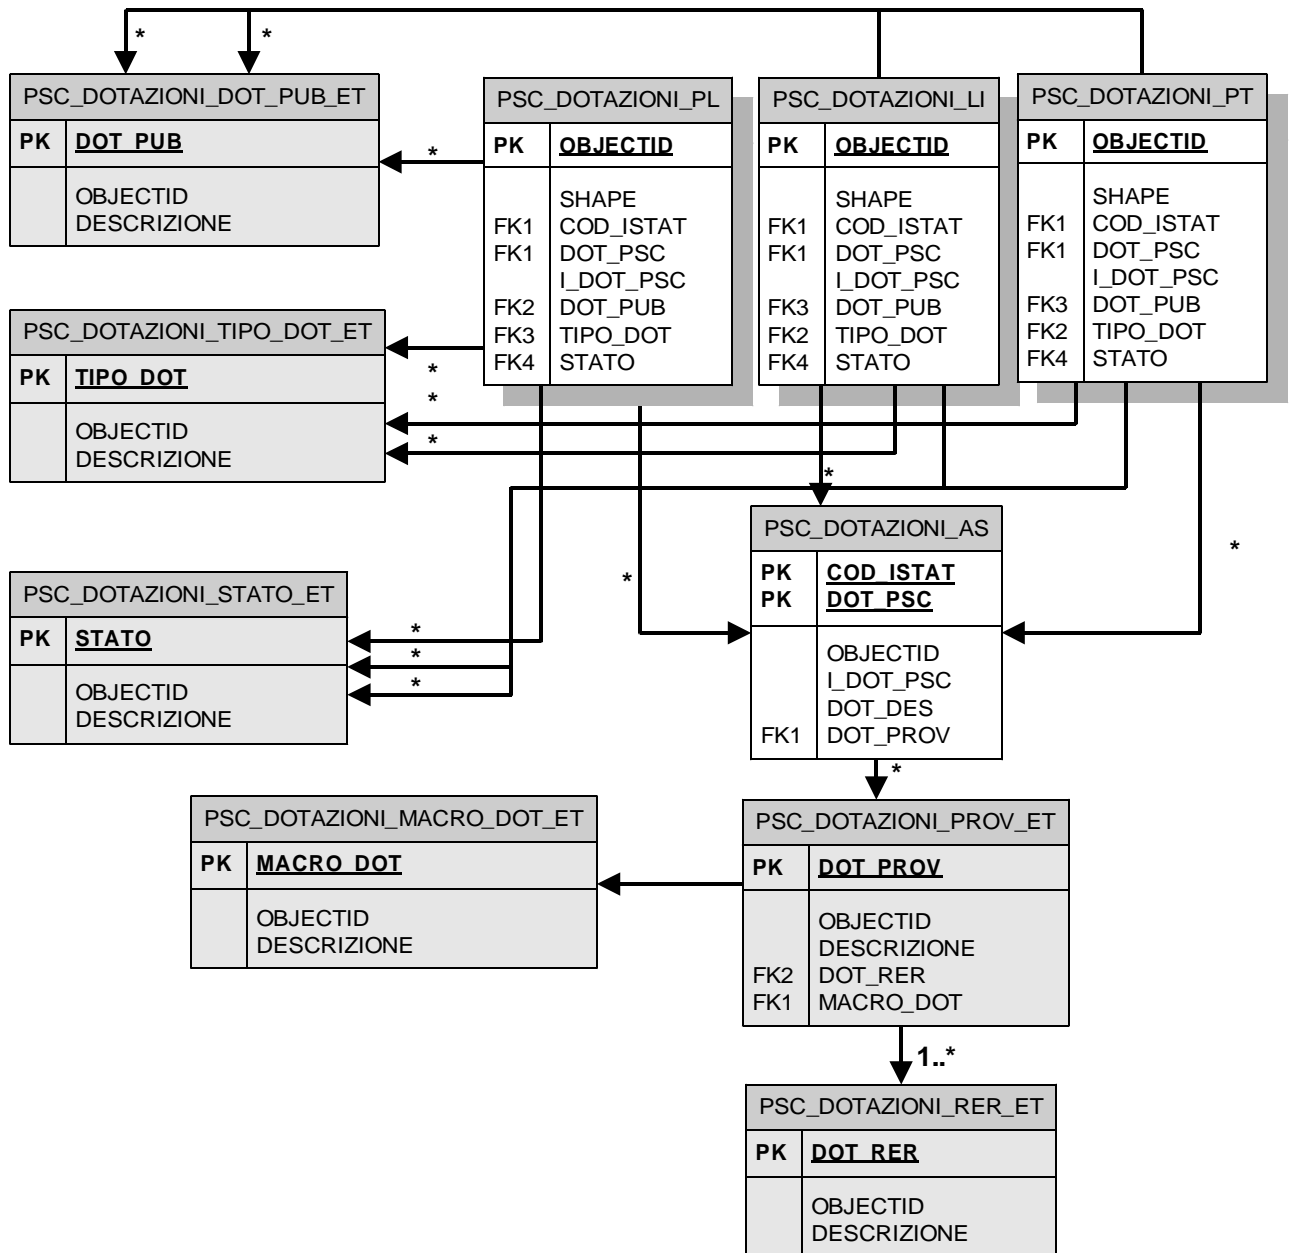 *
*
PSC_DOTAZIONI_DOT_PUB_ET
PK DOT_PUB
OBJECTID
DESCRIZIONE
PSC_DOTAZIONI_PL
PK OBJECTID
SHAPE
FK1 COD_ISTAT
FK1 DOT_PSC
I_DOT_PSC
FK2 DOT_PUB
FK3 TIPO_DOT
FK4 STATO
PSC_DOTAZIONI_LI
PK OBJECTID
SHAPE
FK1 COD_ISTAT
FK1 DOT_PSC
I_DOT_PSC
FK3 DOT_PUB
FK2 TIPO_DOT
FK4 STATO
PSC_DOTAZIONI_PT
PK OBJECTID
SHAPE
FK1 COD_ISTAT
FK1 DOT_PSC
I_DOT_PSC
FK3 DOT_PUB
FK2 TIPO_DOT
FK4 STATO
*
PSC_DOTAZIONI_TIPO_DOT_ET
PK TIPO_DOT
OBJECTID
DESCRIZIONE
*
*
*
*
*
*
PSC_DOTAZIONI_AS
PK COD_ISTAT
PK DOT_PSC
OBJECTID
I_DOT_PSC
DOT_DES
FK1 DOT_PROV
PSC_DOTAZIONI_STATO_ET
PK STATO
OBJECTID
DESCRIZIONE
*
*
*
*
PSC_DOTAZIONI_MACRO_DOT_ET
PK MACRO_DOT
OBJECTID
DESCRIZIONE
PSC_DOTAZIONI_PROV_ET
PK DOT_PROV
OBJECTID
DESCRIZIONE
FK2 DOT_RER
FK1 MACRO_DOT
1..*
PSC_DOTAZIONI_RER_ET
PK DOT_RER
OBJECTID
DESCRIZIONE